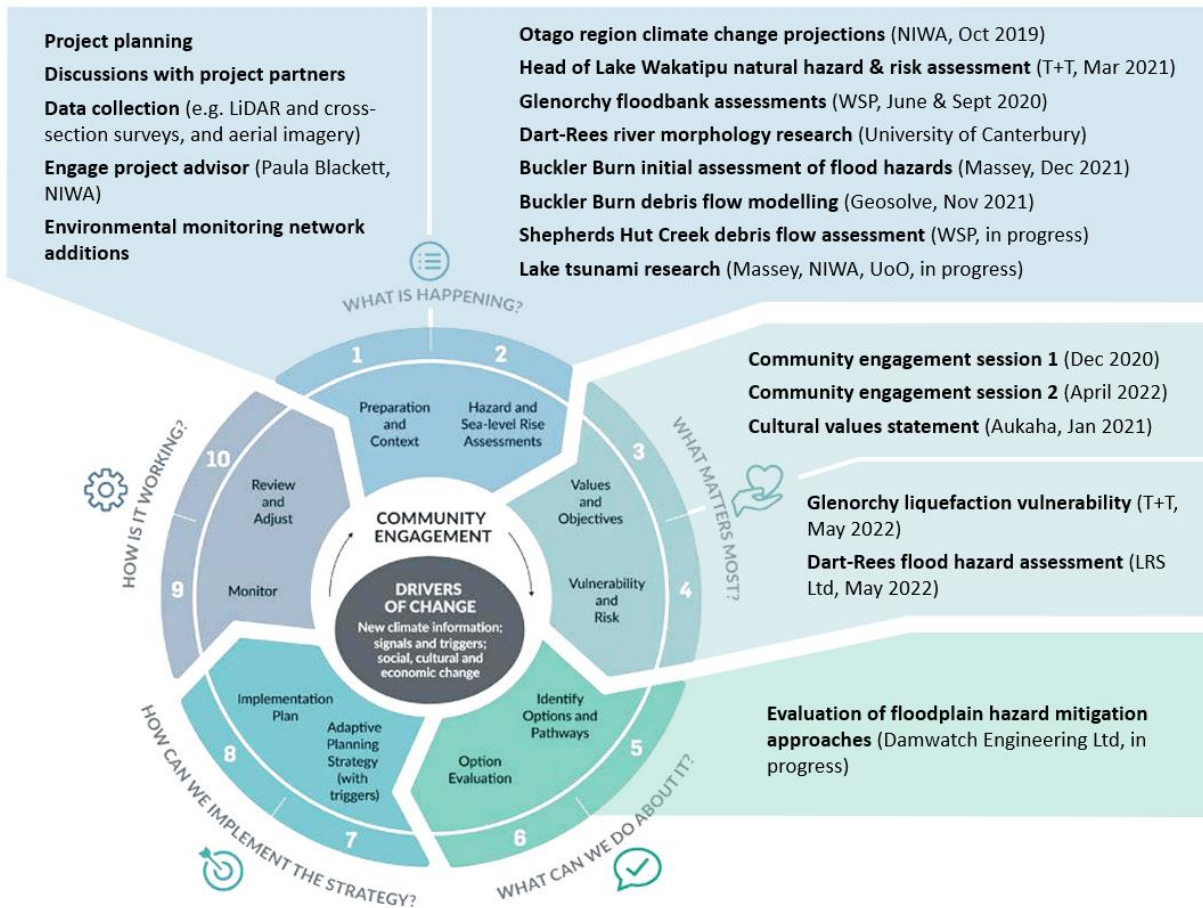 Project planning
Discussions with project partners
Data collection (e.g. LiDAR and cross-
section surveys, and aerial imagery)
Engage project advisor (Paula Blackett,
NIWA)
Environmental monitoring network
additions
Otago region climate change projections (NIWA, Oct 2019)
Head of Lake Wakatipu natural hazard & risk assessment (T+T, Mar 2021)
Glenorchy floodbank assessments (WSP, June & Sept 2020)
Dart-Rees river morphology research (University of Canterbury)
Buckler Burn initial assessment of flood hazards (Massey, Dec 2021)
Buckler Burn debris flow modelling (Geosolve, Nov 2021)
Shepherds Hut Creek debris flow assessment (WSP, in progress)
Lake tsunami research (Massey, NIWA, UoO, in progress)
WHAT IS HAPPENING?
1
Preparation
and
Context
2
Hazard and
Sea-level Rise
Assessments
Community engagement session 1 (Dec 2020)
Community engagement session 2 (April 2022)
Cultural values statement (Aukaha, Jan 2021)
WHAT MATTERS MOST?
3
Values
and
Objectives
4
Vulnerability
and
Risk
Glenorchy liquefaction vulnerability (T+T,
May 2022)
Dart-Rees flood hazard assessment (LRS
Ltd, May 2022)
WHAT CAN WE DO ABOUT IT?
5
Identify
Options and
Pathways
6
Option
Evaluation
Evaluation of floodplain hazard mitigation
approaches (Damwatch Engineering Ltd, in
progress)
HOW CAN WE IMPLEMENT THE STRATEGY?
7
Adaptive
Planning
Strategy
(with
triggers)
8
Implementation
Plan
HOW IS IT WORKING?
9
Monitor
10
Review
and
Adjust
COMMUNITY
ENGAGEMENT
DRIVERS
OF CHANGE
New climate information;
signals and triggers;
social, cultural and
economic change